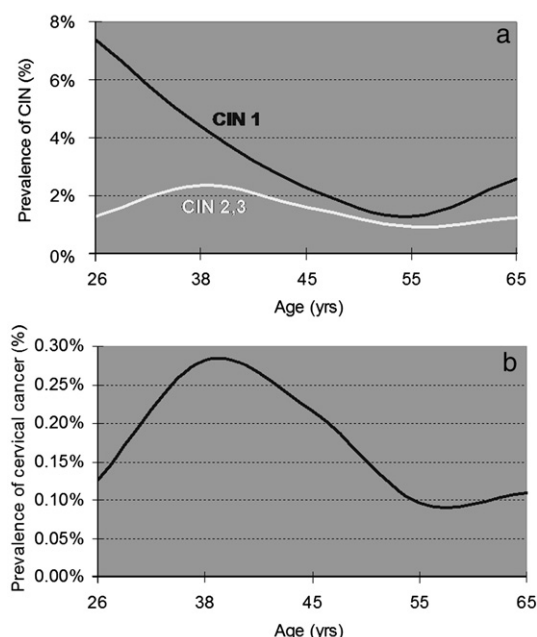 a
8%
6%
4%
2%
0%
Prevalence of CIN (%)
CIN 1
CIN 2,3
26 38 45 55 65
Age (yrs)
b
0.30%
0.25%
0.20%
0.15%
0.10%
0.05%
0.00%
Prevalence of cervical cancer (%)
26 38 45 55 65
Age (yrs)